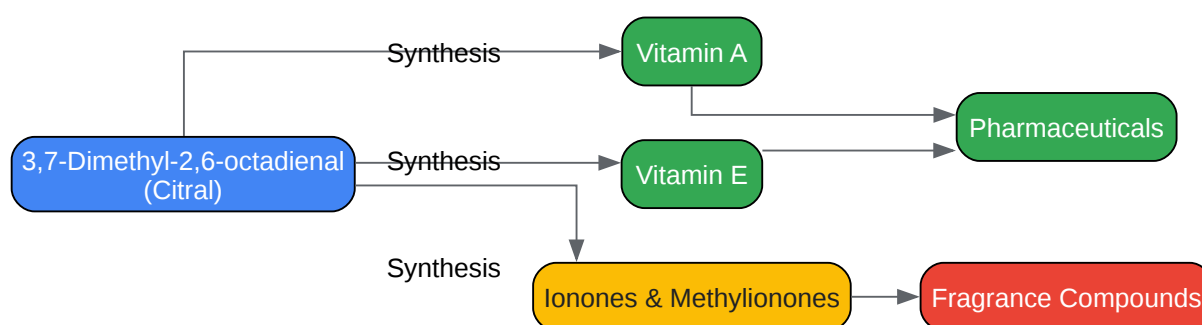 Synthesis
Vitamin A
Pharmaceuticals
3,7-Dimethyl-2,6-octadienal
(Citral)
Synthesis
Vitamin E
Synthesis
Ionones & Methylionones
Fragrance Compounds